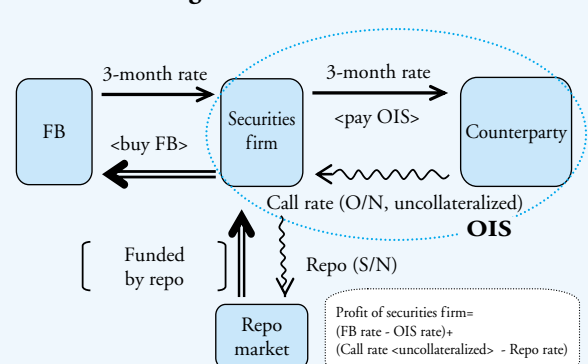 3-month rate
3-month rate
FB
Securities
firm
Counterparty
<buy FB>
<pay OIS>
Call rate (O/N, uncollateralized)
OIS
Funded
by repo
Repo (S/N)
Repo
market
Profit of securities firm=
(FB rate - OIS rate)+
(Call rate <uncollateralized> - Repo rate)